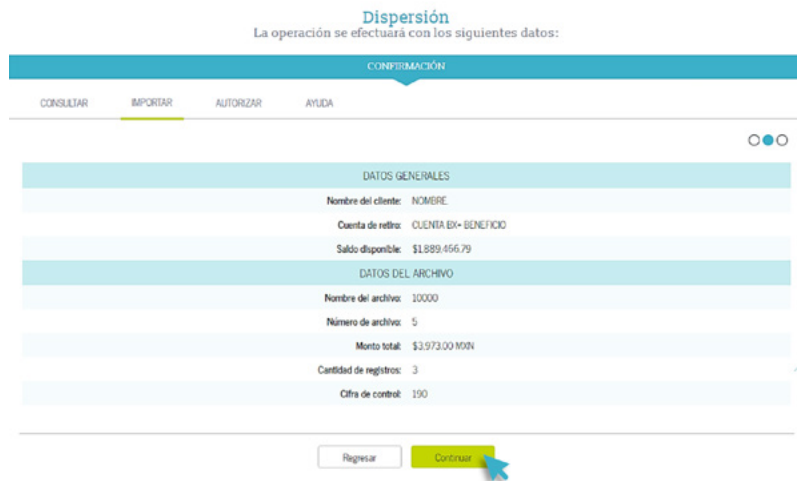 Dispersión
La operación se efectuará con los siguientes datos:
CONFIRMACIÓN
CONSULTAR IMPORTAR AUTORIZAR AYUDA
DATOS GENERALES
Nombre del cliente: NOMBRE
Cuenta de retiro: CUENTA BX+ BENEFICIO
Saldo disponible: $1,889,466.79
DATOS DEL ARCHIVO
Nombre del archivo: 10000
Número de archivo: 5
Monto total: $3,973.00 MXN
Cantidad de registros: 3
Cifra de control: 190
Regresar Continuar